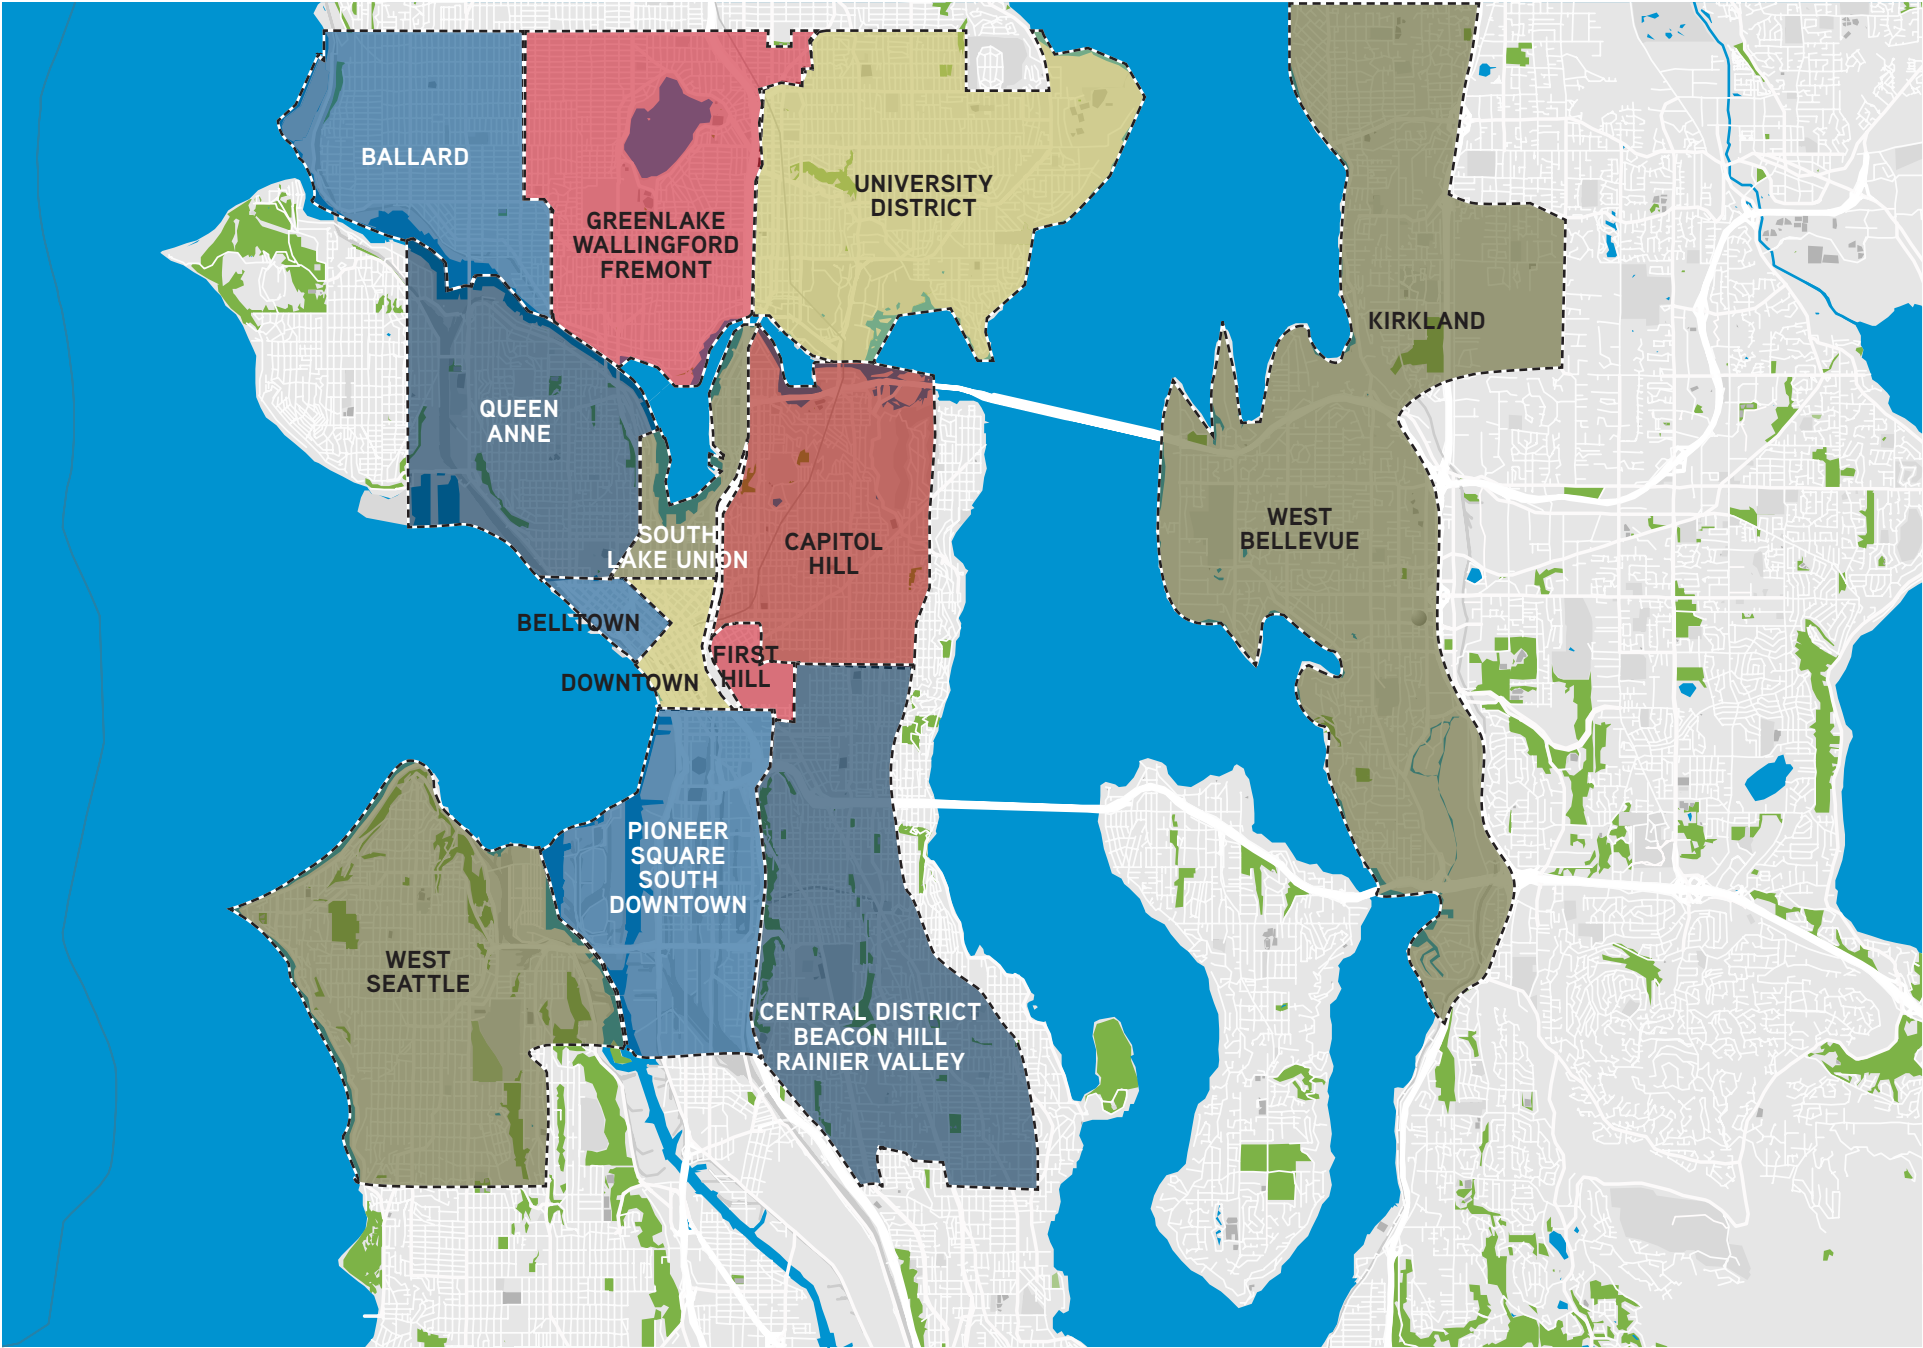 BALLARD
GREENLAKE
WALLINGFORD
FREMONT
UNIVERSITY
DISTRICT
KIRKLAND
QUEEN
ANNE
SOUTH
LAKE UNION
CAPITOL
HILL
WEST
BELLEVUE
BELLTOWN
DOWNTOWN
FIRST
HILL
PIONEER
SQUARE
SOUTH
DOWNTOWN
WEST
SEATTLE
CENTRAL DISTRICT
BEACON HILL
RAINIER VALLEY